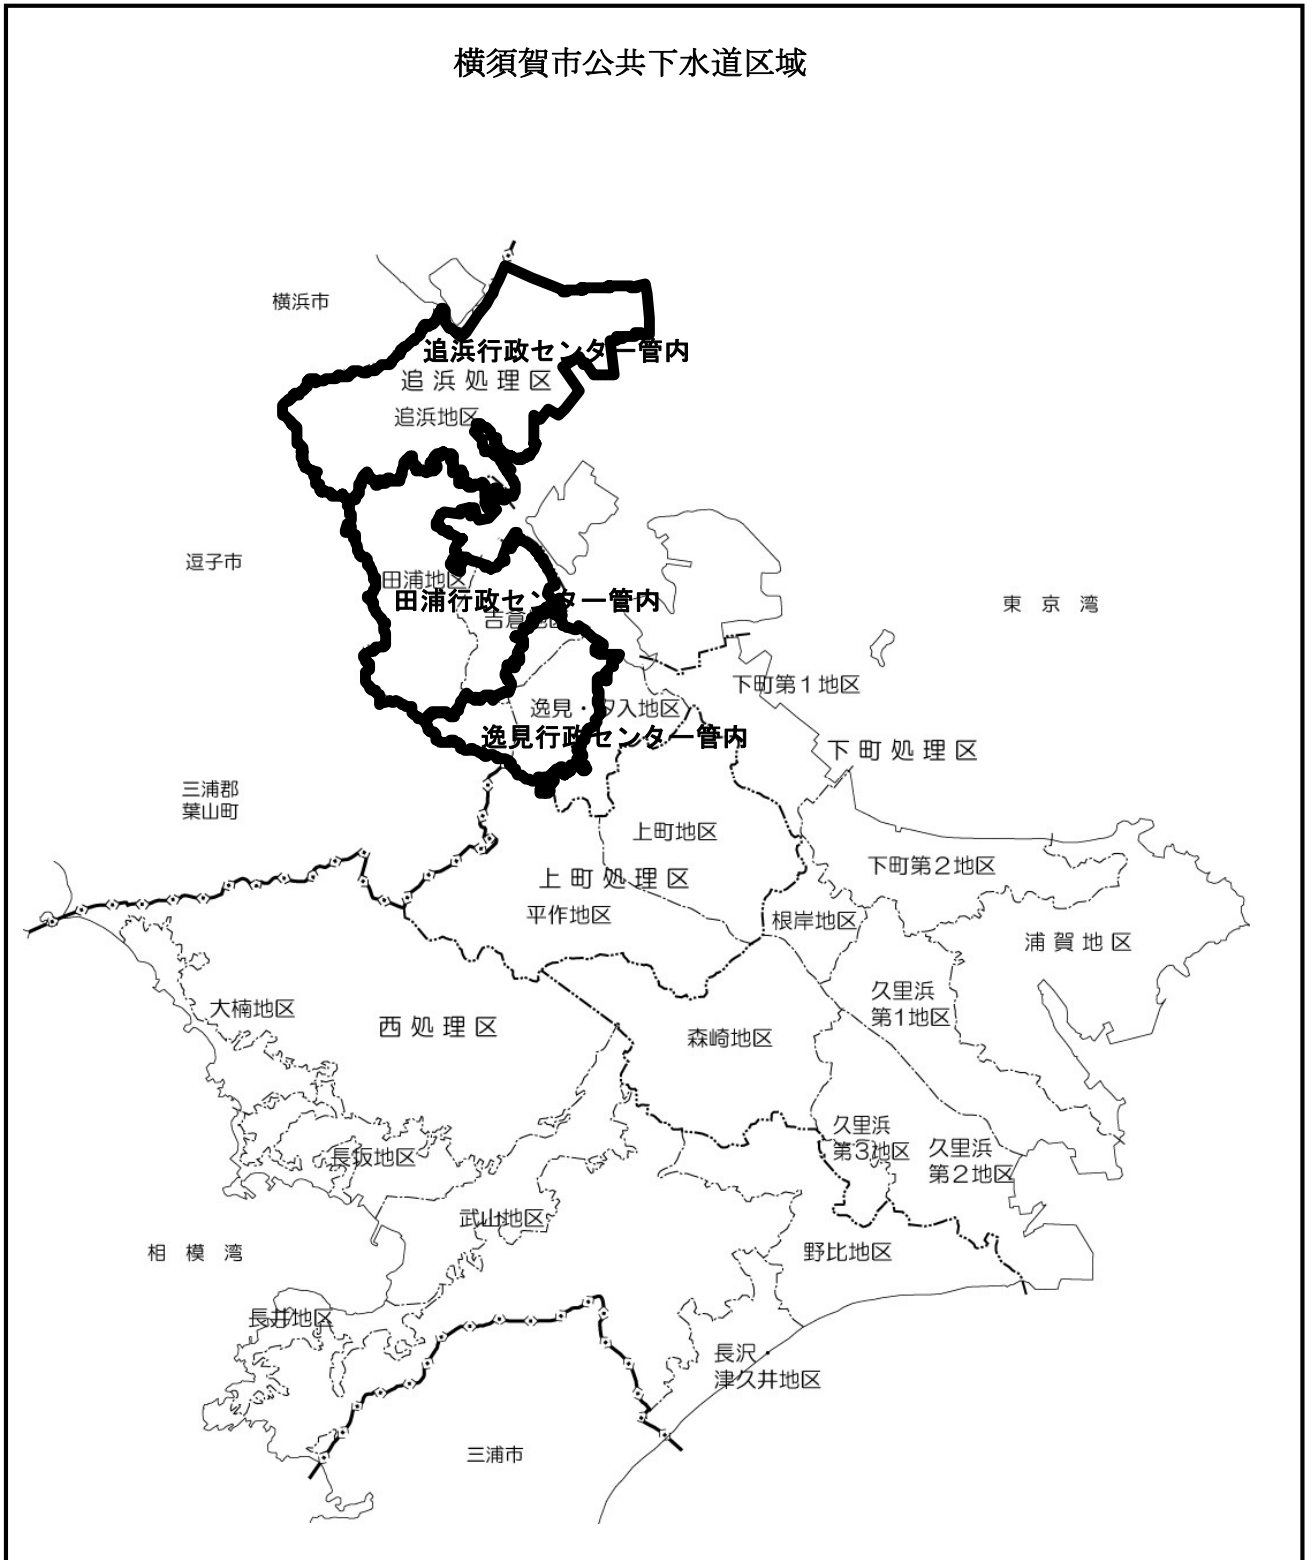 横須賀市公共下水道区域
横浜市
追浜行政センター管内
追浜処理区
追浜地区
逗子市
田浦地区
田浦行政センター管内
吉倉地区
東京湾
下町第1地区
逸見・汐入地区
逸見行政センター管内
下町処理区
三浦郡
葉山町
上町地区
下町第2地区
上町処理区
平作地区
根岸地区
浦賀地区
大楠地区
西処理区
久里浜
第1地区
森崎地区
久里浜
第3地区
久里浜
第2地区
長坂地区
武山地区
相模湾
野比地区
長井地区
長沢
津久井地区
三浦市